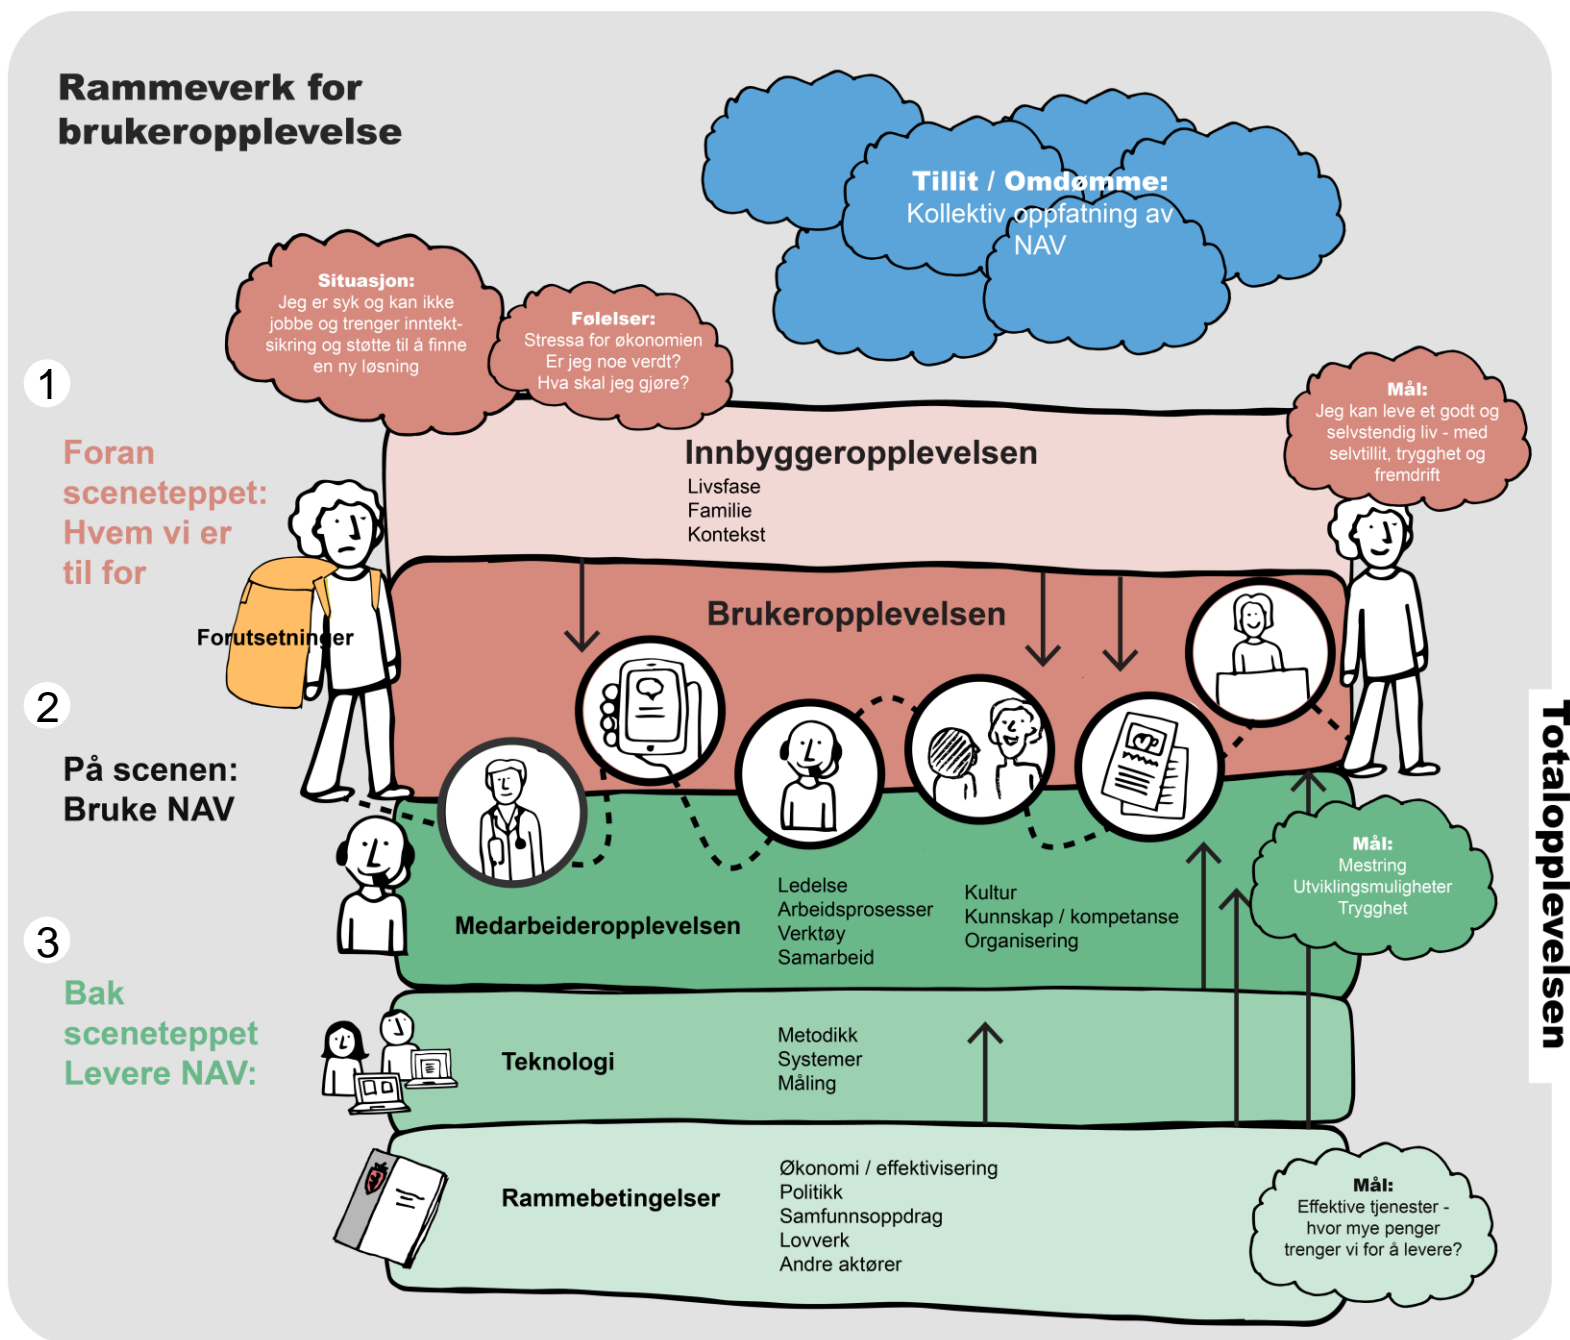 Rammeverk for
brukeropplevelse
Tillit / Omdømme:
Kollektiv oppfatning av
NAV
Situasjon:
Jeg er syk og kan ikke
jobbe og trenger inntekt-
sikring og støtte til å finne
en ny løsning
Følelser:
Stressa for økonomien
Er jeg noe verdt?
Hva skal jeg gjøre?
Mål:
Jeg kan leve et godt og
selvstendig liv - med
selvtillit, trygghet og
fremdrift
1
Foran
sceneteppet:
Hvem vi er
til for
Innbyggeropplevelsen
Livsfase
Familie
Kontekst
Forutsetninger
Brukeropplevelsen
2
På scenen:
Bruke NAV
Totalopplevelsen
Mål:
Mestring
Utviklingsmuligheter
Trygghet
Medarbeideropplevelsen
Ledelse
Arbeidsprosesser
Verktøy
Samarbeid
Kultur
Kunnskap / kompetanse
Organisering
3
Bak
sceneteppet
Levere NAV:
Teknologi
Metodikk
Systemer
Måling
Rammebetingelser
Økonomi / effektivisering
Politikk
Samfunnsoppdrag
Lovverk
Andre aktører
Mål:
Effektive tjenester -
hvor mye penger
trenger vi for å levere?